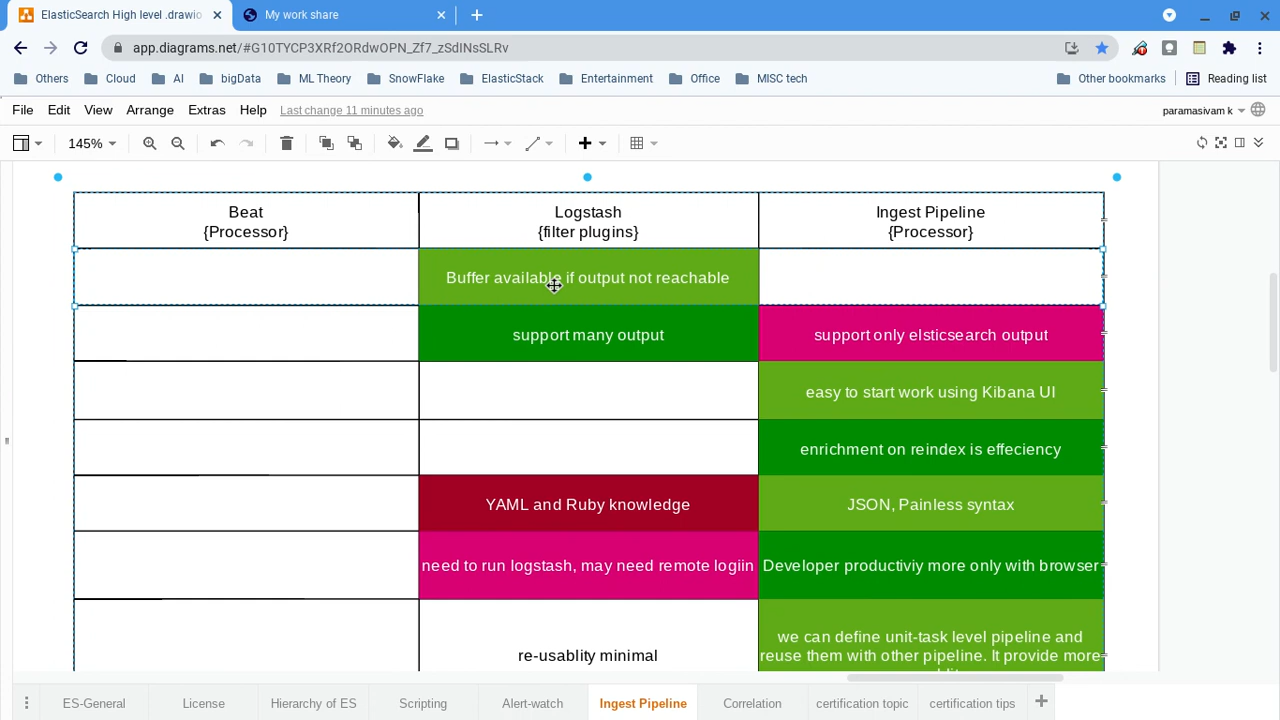 ElasticSearch High level .drawio
My work share
app.diagrams.net/#G10TYCP3XRf2ORdwOPN_Zf7_zSdINsSLRv
Others
Cloud
AI
bigData
ML Theory
SnowFlake
ElasticStack
Entertainment
Office
MISC tech
Other bookmarks
Reading list
File
Edit
View
Arrange
Extras
Help
Last change 11 minutes ago
paramasivam k
145%
Beat
{Processor}
Logstash
{filter plugins}
Ingest Pipeline
{Processor}
Buffer available if output not reachable
support many output
support only elsticsearch output
easy to start work using Kibana UI
enrichment on reindex is effeciency
YAML and Ruby knowledge
JSON, Painless syntax
need to run logstash, may need remote logiin
Developer productiviy more only with browser
re-usablity minimal
we can define unit-task level pipeline and
reuse them with other pipeline. It provide more
ES-General
License
Hierarchy of ES
Scripting
Alert-watch
Ingest Pipeline
Correlation
certification topic
certification tips